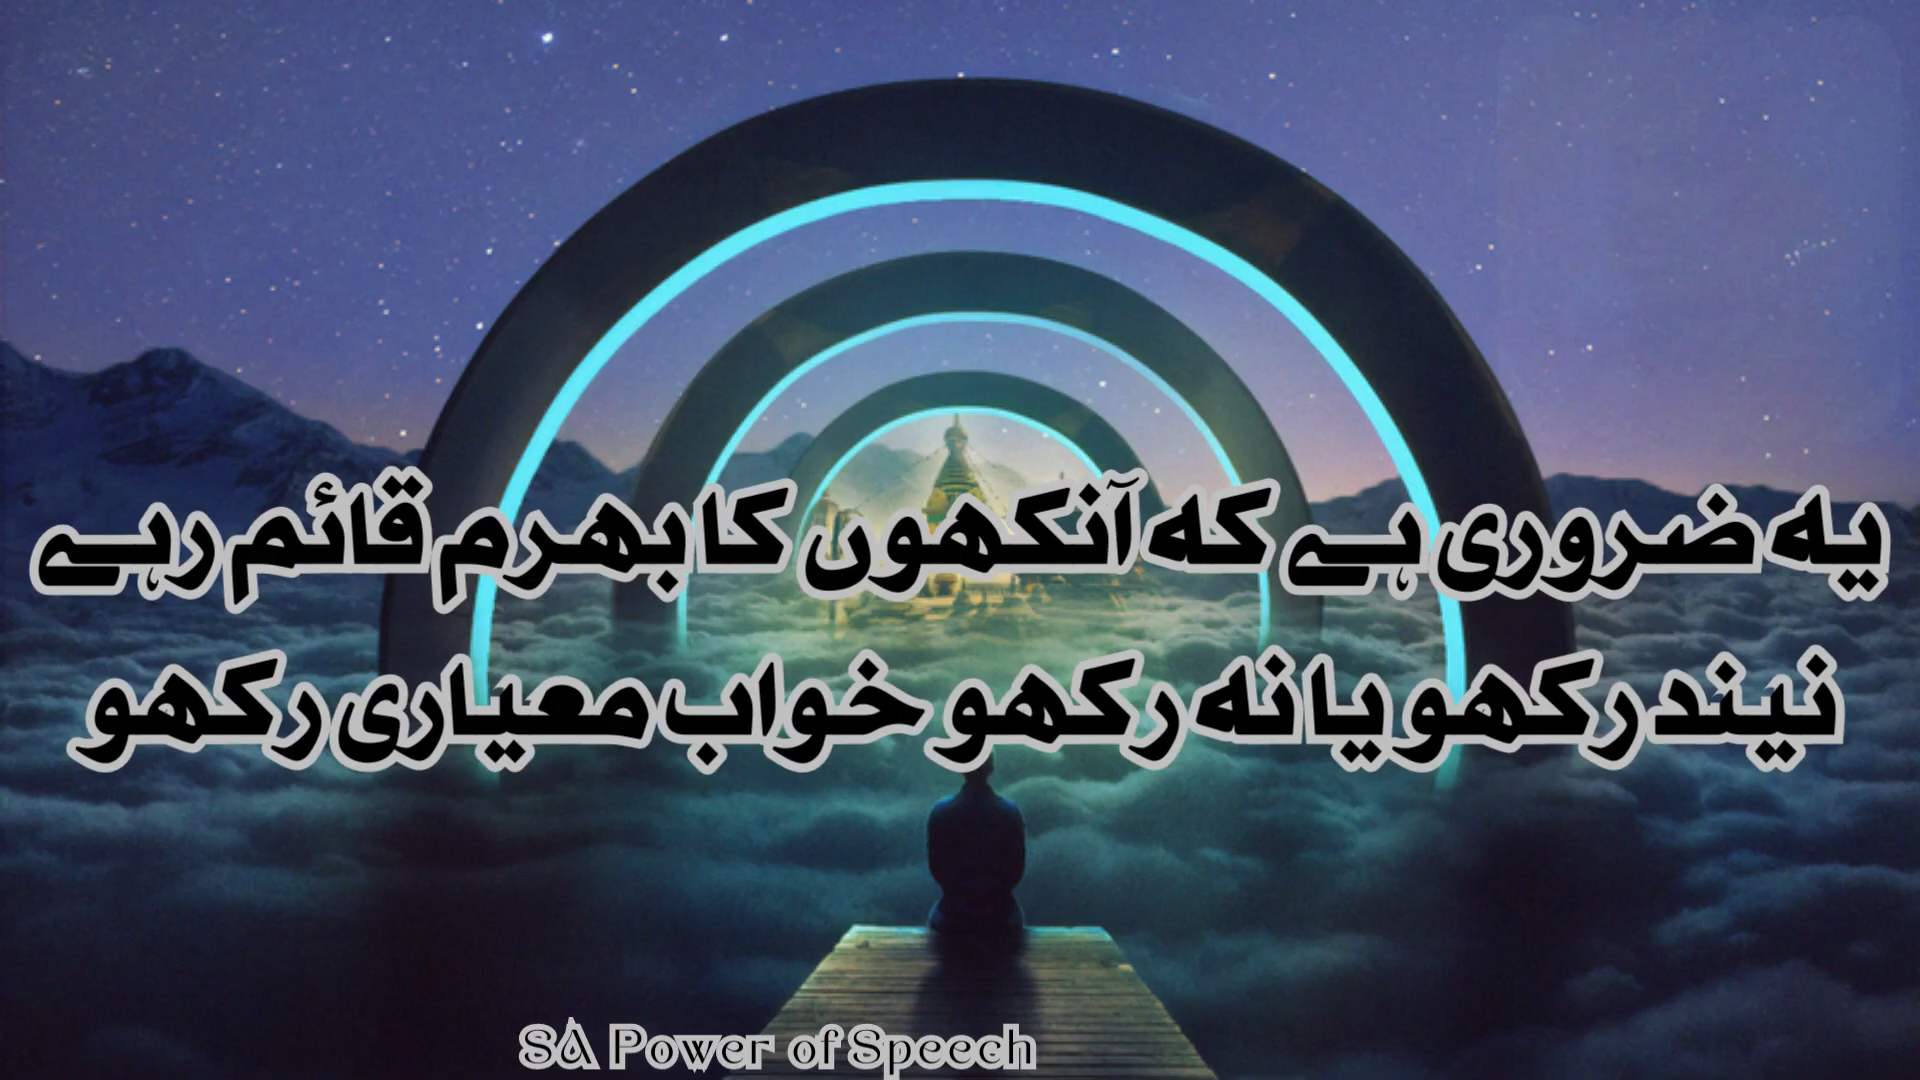 یہ ضروری ہے کہ آنکھوں کا بھرم قائم رہے
نیند رکھو یا نہ رکھو خواب معیاری رکھو
SA Power of Speech